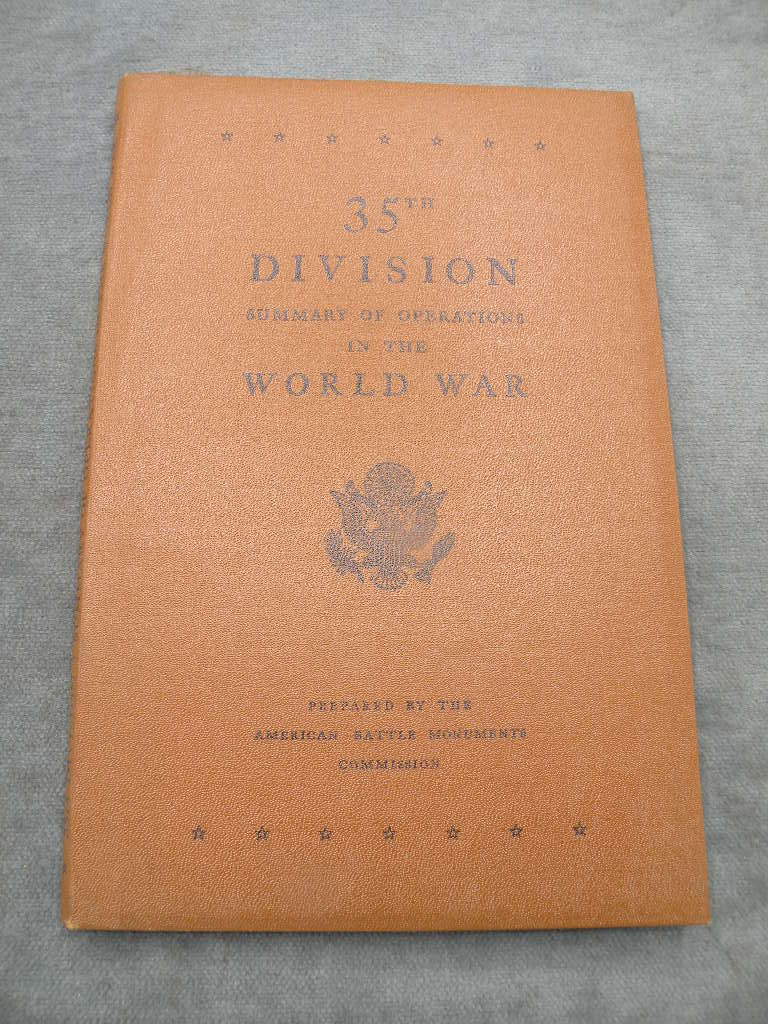 35TH
DIVISION
SUMMARY OF OPERATIONS
IN THE
WORLD WAR
PREPARED BY THE
AMERICAN BATTLE MONUMENTS
COMMISSION